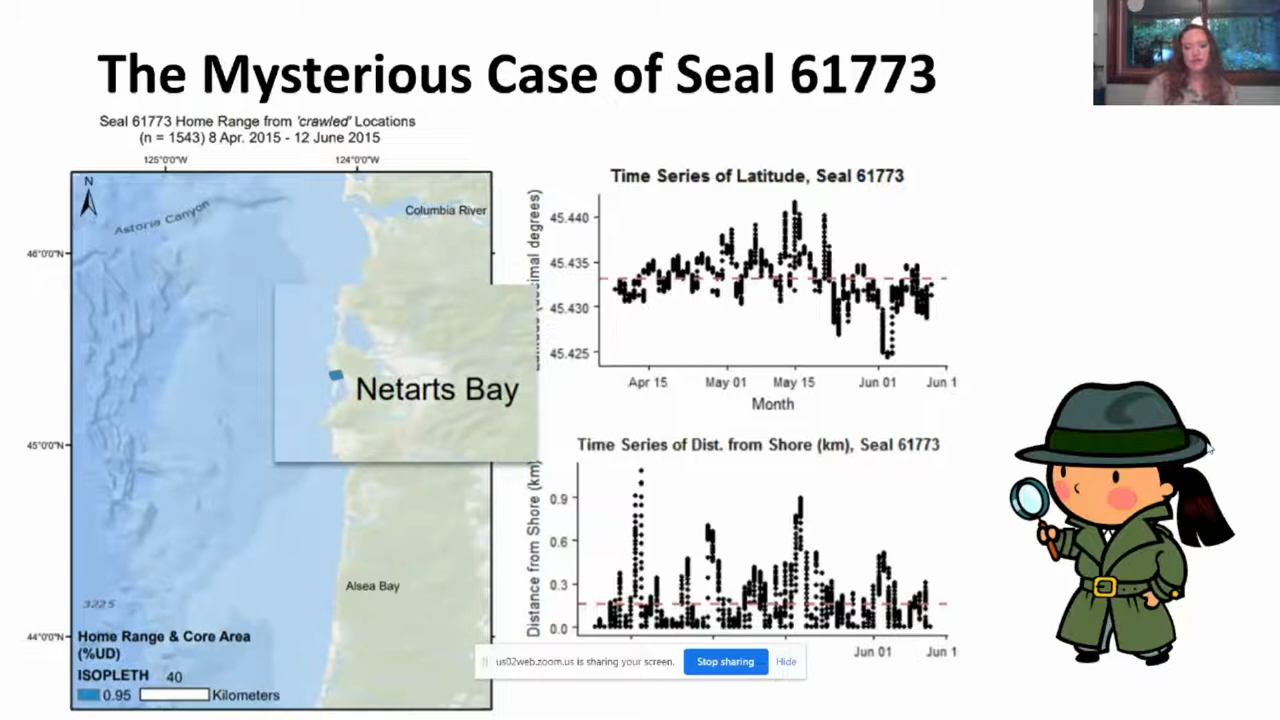 The Mysterious Case of Seal 61773
Seal 61773 Home Range from 'crawled' Locations
(n = 1543) 8 Apr. 2015 - 12 June 2015
125°0'0"W
124°0'0"W
N
Astoria Canyon
Columbia River
46°0'0"N
Netarts Bay
45°0'0"N
Alsea Bay
3225
44°0'0"N
Home Range & Core Area
(%UD)
ISOPLETH 40
0.95 Kilometers
Time Series of Latitude, Seal 61773
(decimal degrees)
45.440
45.435
45.430
45.425
Apr 15 May 01 May 15 Jun 01 Jun 1
Month
Time Series of Dist. from Shore (km), Seal 61773
Distance from Shore (km)
0.9
0.6
0.3
0.0
Jun 01 Jun 1
us02web.zoom.us is sharing your screen. Stop sharing Hide